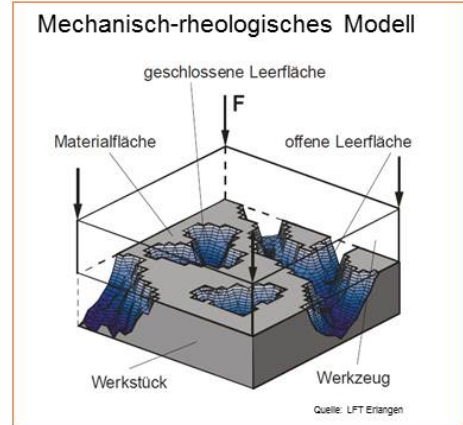 Mechanisch-rheologisches Modell
geschlossene Leerfläche
F
Materialfläche
offene Leerfläche
Werkstück
Werkzeug
Quelle: LFT Erlangen